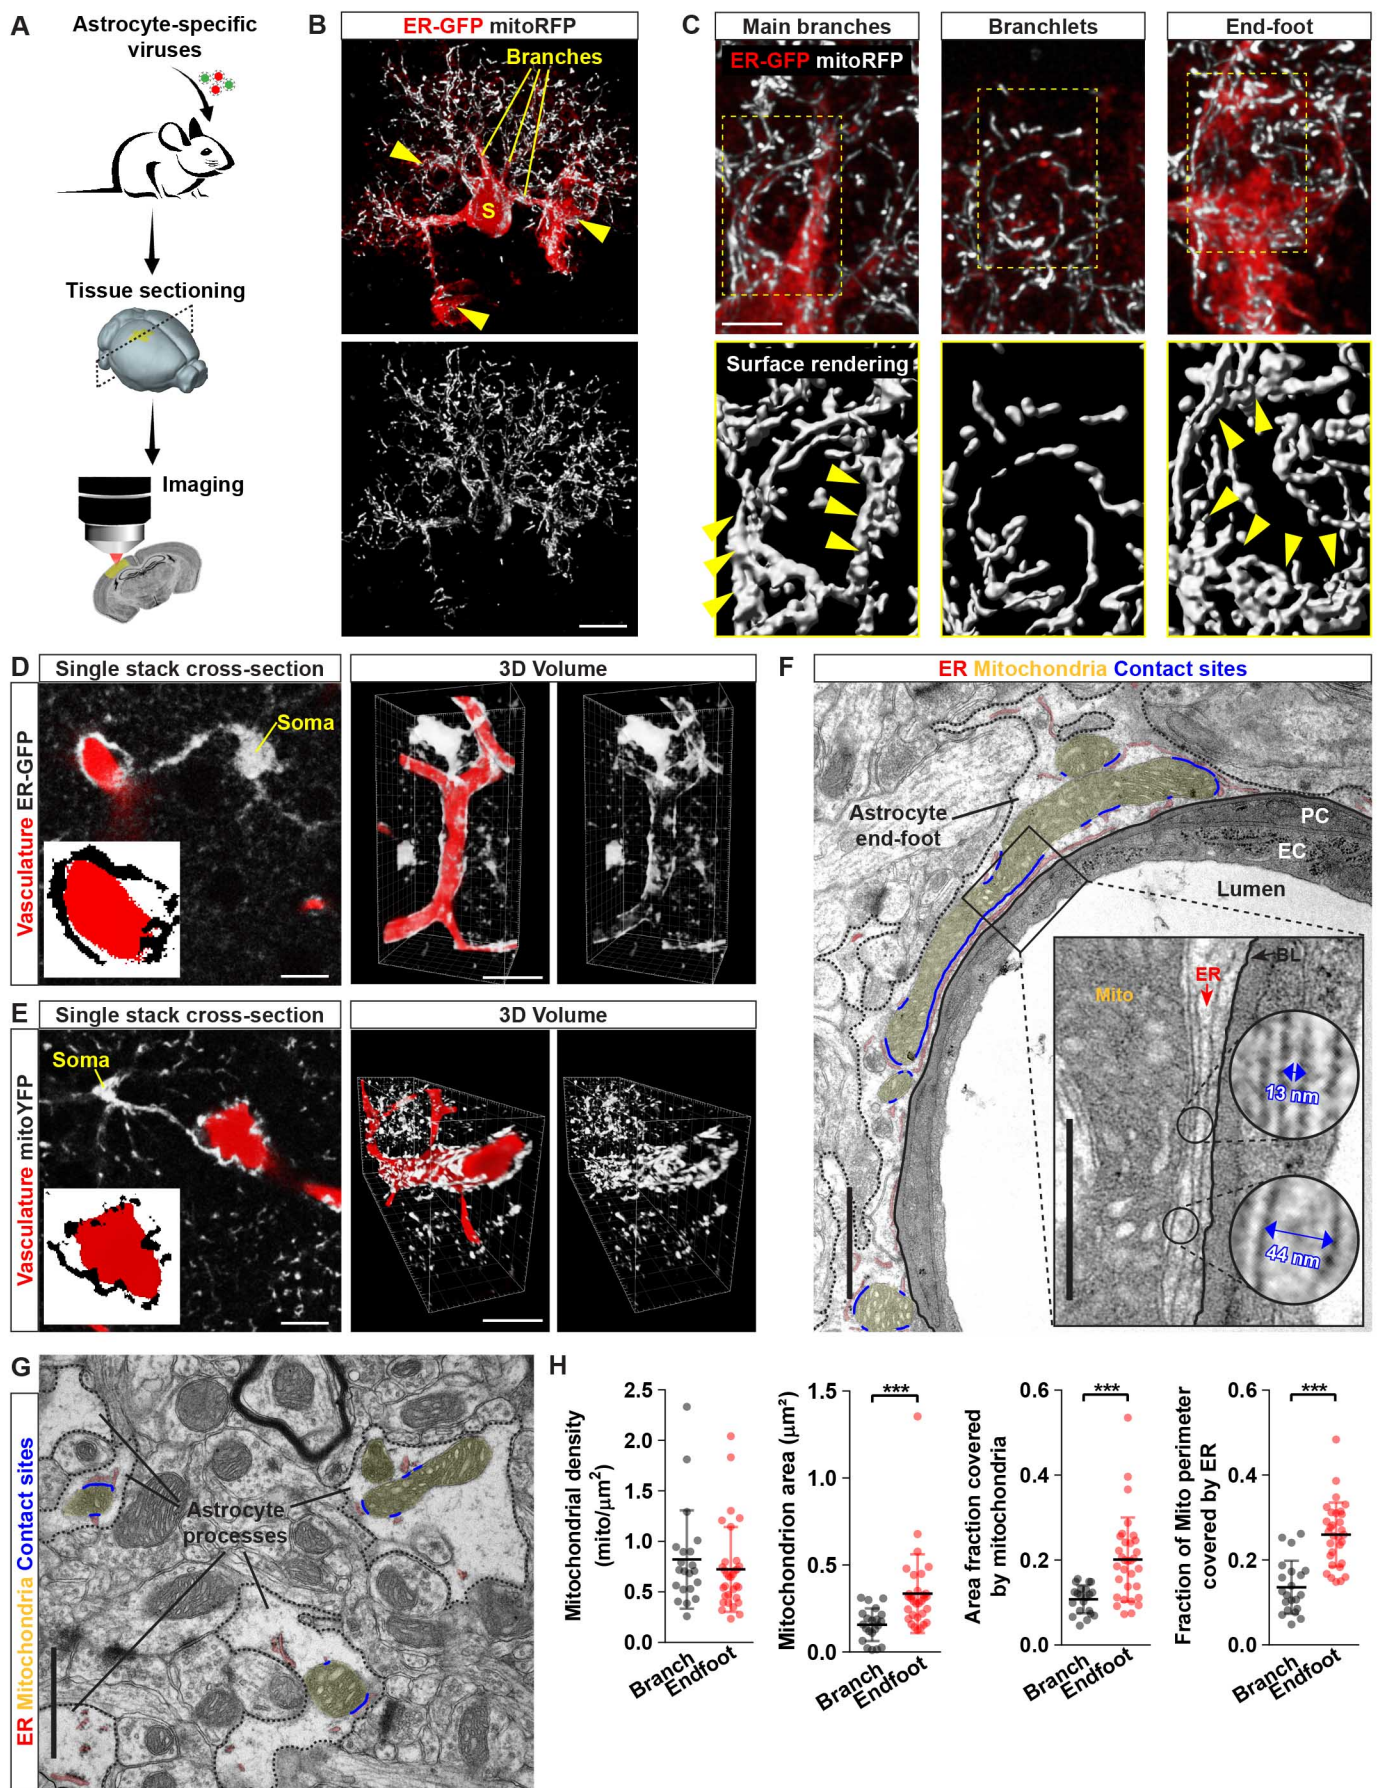 A
Astrocyte-specific
viruses
Tissue sectioning
Imaging
B
ER-GFP mitoRFP
Branches
S
C
Main branches
Branchlets
End-foot
ER-GFP mitoRFP
Surface rendering
D
Single stack cross-section
3D Volume
Vasculature ER-GFP
Soma
E
Single stack cross-section
3D Volume
Vasculature mitoYFP
Soma
F
ER Mitochondria Contact sites
Astrocyte
end-foot
PC
EC
Lumen
BL
ER
Mito
13 nm
44 nm
G
ER Mitochondria Contact sites
Astrocyte
processes
H
Mitochondrial density
(mito/μm²)
2.5
2.0
1.5
1.0
0.5
0.0
Branch
Endfoot
Mitochondrion area (μm²)
1.5
1.0
0.5
0.0
***
Branch
Endfoot
Area fraction covered
by mitochondria
0.6
0.4
0.2
0.0
***
Branch
Endfoot
Fraction of Mito perimeter
covered by ER
0.6
0.4
0.2
0.0
***
Branch
Endfoot